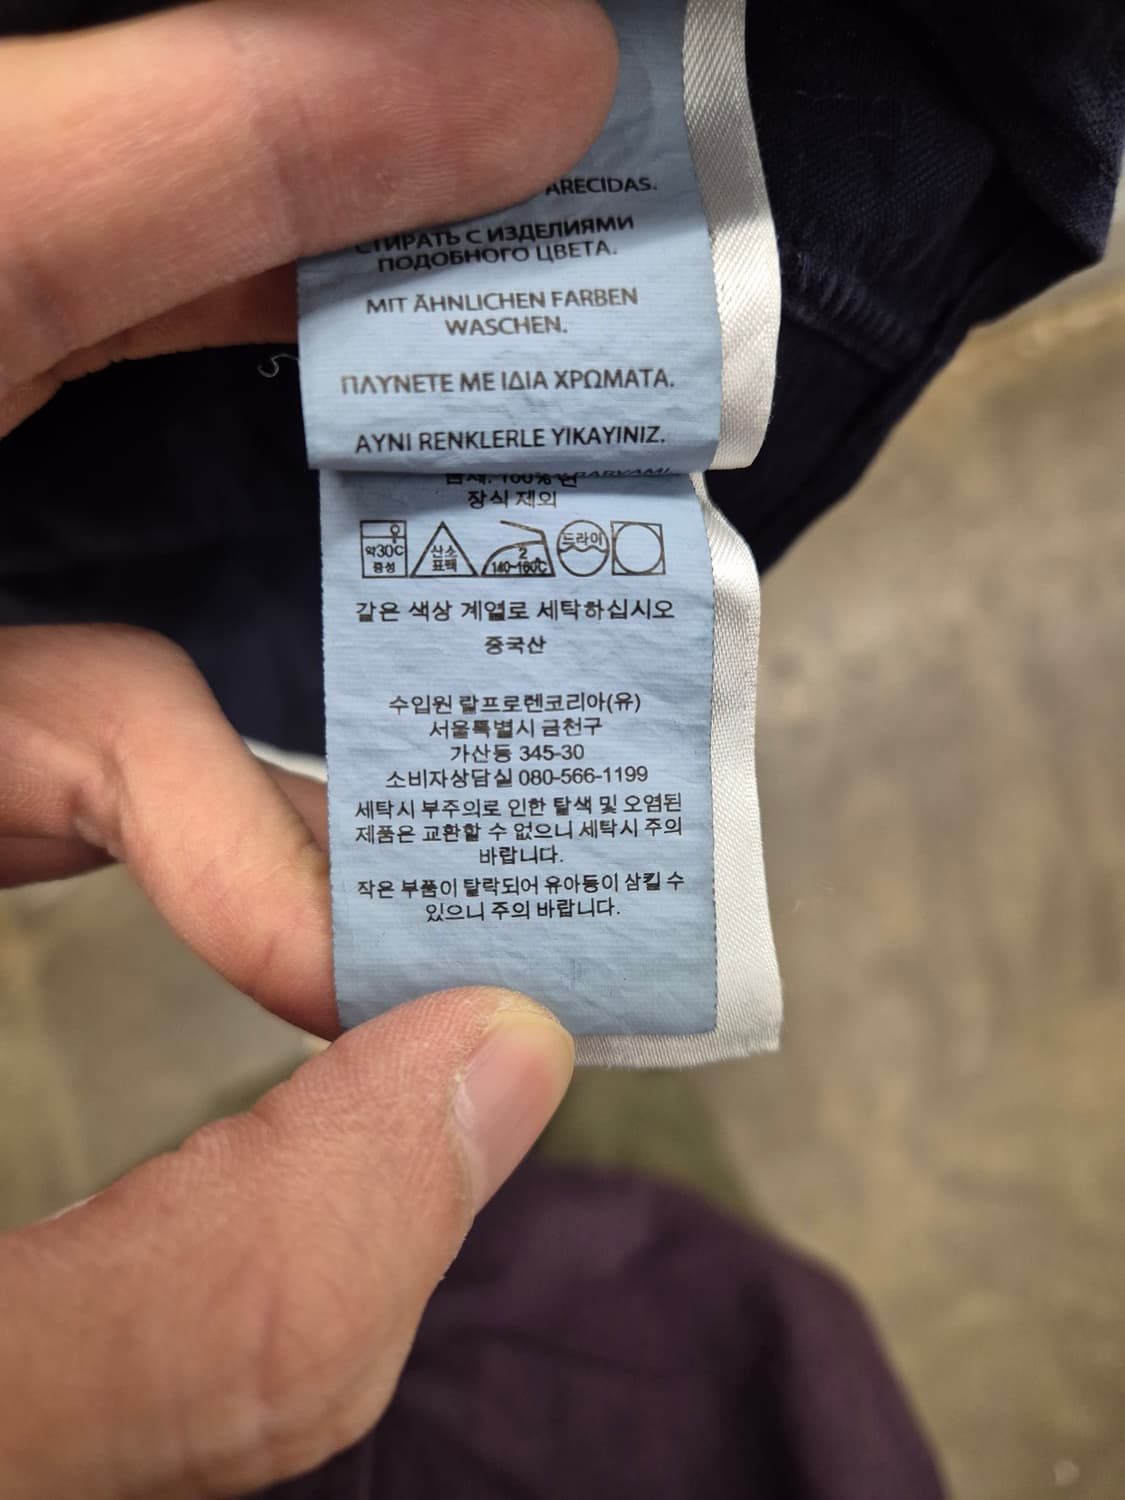 ARECIDAS.
СТИРАТЬ С ИЗДЕЛИЯМИ
ПОДОБНОГО ЦВЕТА.
MIT ÄHNLICHEN FARBEN
WASCHEN.
ΠΛΥΝΕΤΕ ΜΕ ΙΔΙΑ ΧΡΩΜΑΤΑ.
AYNI RENKLERLE YIKAYINIZ.
100% 면
장식 제외
약30C 중성
산소 표백
2 140~160C
드라이
같은 색상 계열로 세탁하십시오
중국산
수입원 랄프로렌코리아(유)
서울특별시 금천구
가산동 345-30
소비자상담실 080-566-1199
세탁시 부주의로 인한 탈색 및 오염된
제품은 교환할 수 없으니 세탁시 주의
바랍니다.
작은 부품이 탈락되어 유아등이 삼킬 수
있으니 주의 바랍니다.